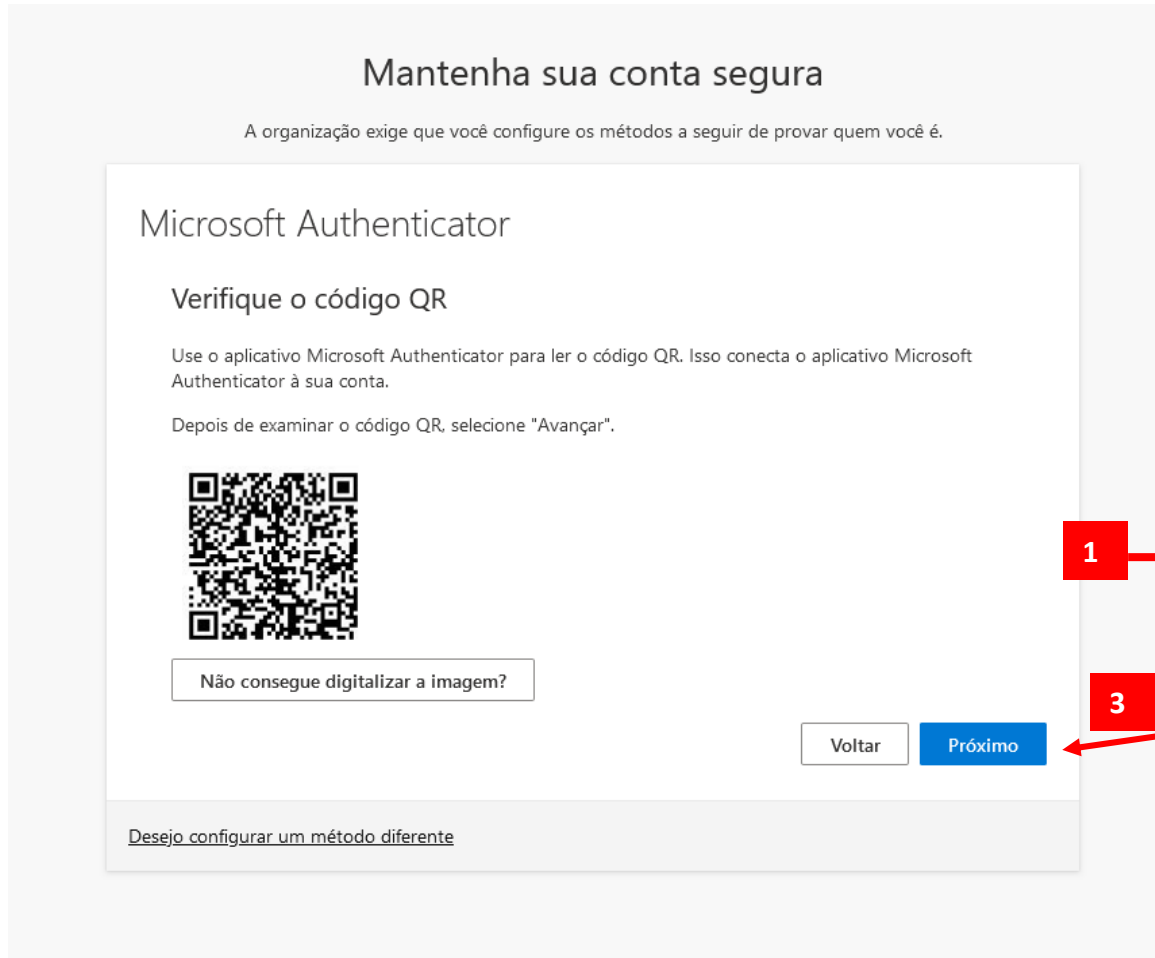 Mantenha sua conta segura
A organização exige que você configure os métodos a seguir de provar quem você é.
Microsoft Authenticator
Verifique o código QR
Use o aplicativo Microsoft Authenticator para ler o código QR. Isso conecta o aplicativo Microsoft
Authenticator à sua conta.
Depois de examinar o código QR, selecione "Avançar".
1
Não consegue digitalizar a imagem?
3
Voltar
Próximo
Desejo configurar um método diferente